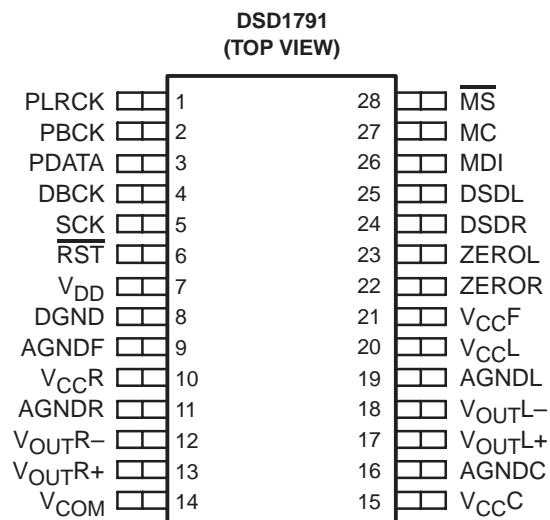 DSD1791
(TOP VIEW)
PLRCK 1 28 M̅S̅
PBCK 2 27 MC
PDATA 3 26 MDI
DBCK 4 25 DSDL
SCK 5 24 DSDR
R̅S̅T̅ 6 23 ZEROL
VDD 7 22 ZEROR
DGND 8 21 VCCF
AGNDF 9 20 VCCL
VCCR 10 19 AGNDL
AGNDR 11 18 VOUTL–
VOUTR– 12 17 VOUTL+
VOUTR+ 13 16 AGNDC
VCOM 14 15 VCCC